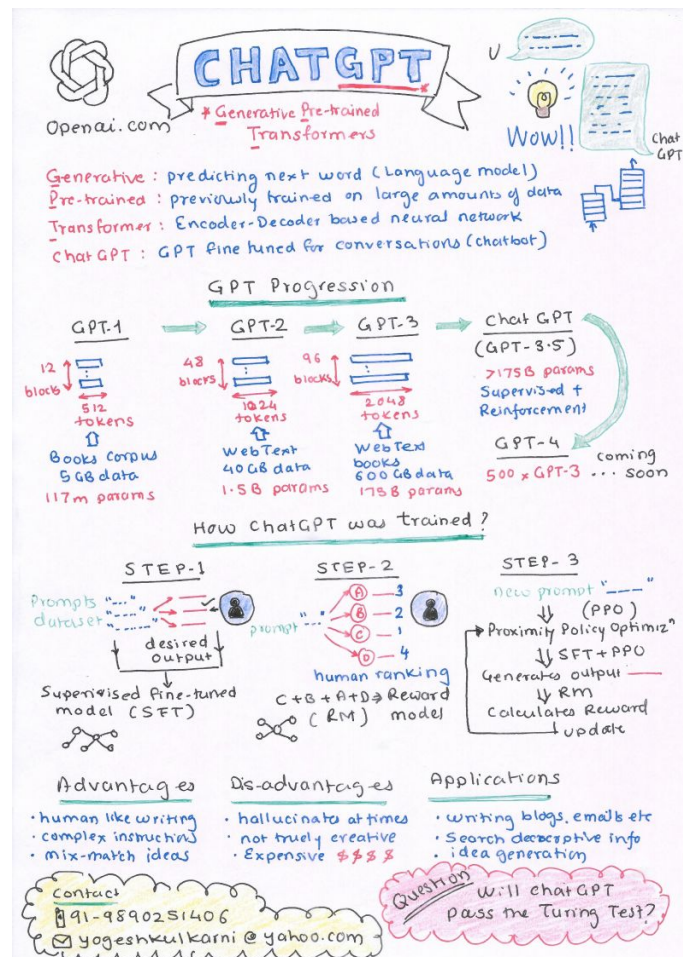 CHATGPT
* Generative Pre-trained
Transformers
Openai.com
U
Wow!!
Chat
GPT
Generative : predicting next word (Language model)
Pre-trained : previously trained on large amounts of data
Transformer : Encoder-Decoder based neural network
Chat GPT : GPT fine tuned for conversations (chatbot)
GPT Progression
GPT-1
12
blocks
512
tokens
Books Corpus
5 GB data
117m params
GPT-2
48
blocks
1024
tokens
WebText
40 GB data
1.5B params
GPT-3
96
blocks
2048
tokens
WebText
books
600 GB data
175B params
Chat GPT
(GPT-3.5)
>175B params
Supervised +
Reinforcement
GPT-4
500 x GPT-3
coming
... soon
How ChatGPT was trained?
STEP-1
Prompts
dataset
desired
output
Supervised fine-tuned
model (SFT)
STEP-2
prompt "---"
A 3
B 2
C 1
D 4
human ranking
C+B+A+D → Reward
(RM) model
STEP-3
new prompt "----"
(PPO)
Proximity Policy Optimizn
SFT+PPO
Generates output
RM
Calculates Reward
update
Advantages
• human like writing
• complex instructions
• mix-match ideas
Dis-advantages
• hallucinates at times
• not truely creative
• Expensive $$$$
Applications
• writing blogs, emails etc
• Search descriptive info
• idea generation
Contact
91-9890251406
yogeshkulkarni@yahoo.com
Question
Will chatGPT
pass the Turing Test?